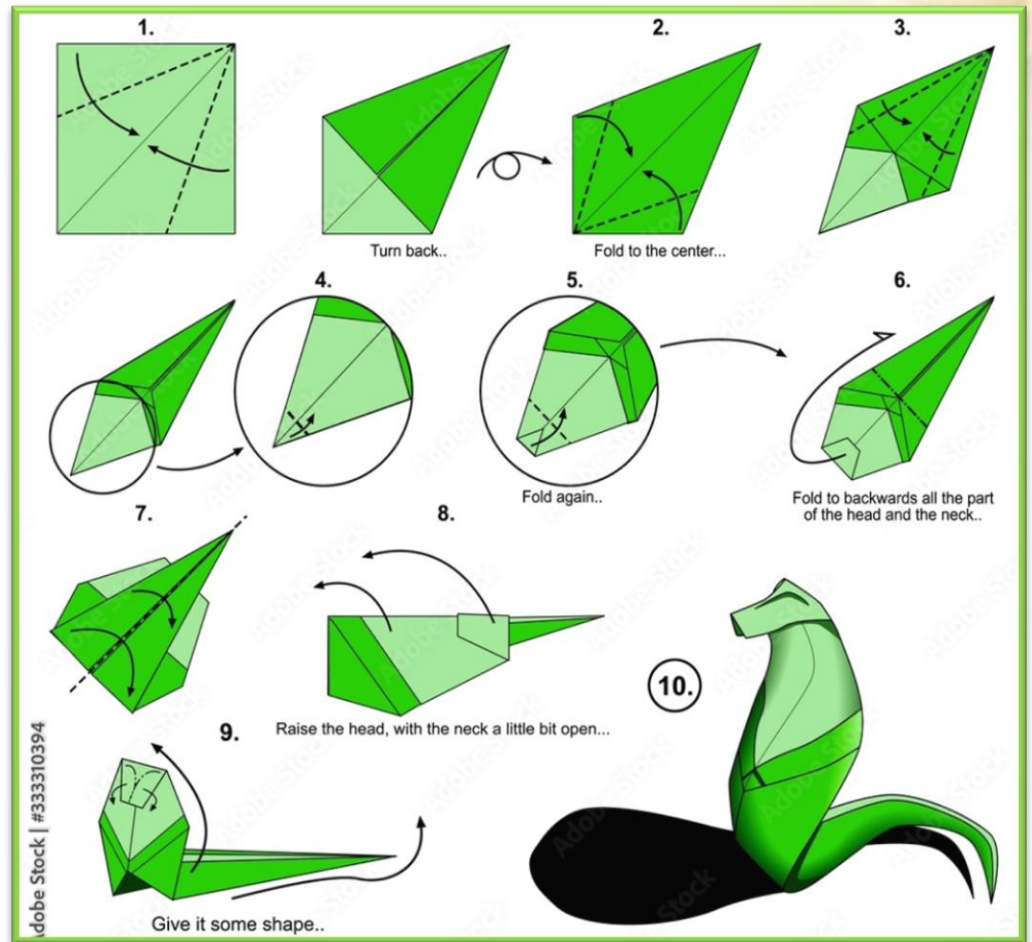 1.
2.
3.
Turn back..
Fold to the center...
4.
5.
6.
Fold again..
Fold to backwards all the part
of the head and the neck..
7.
8.
Raise the head, with the neck a little bit open...
9.
10.
Give it some shape..
Adobe Stock | #333310394